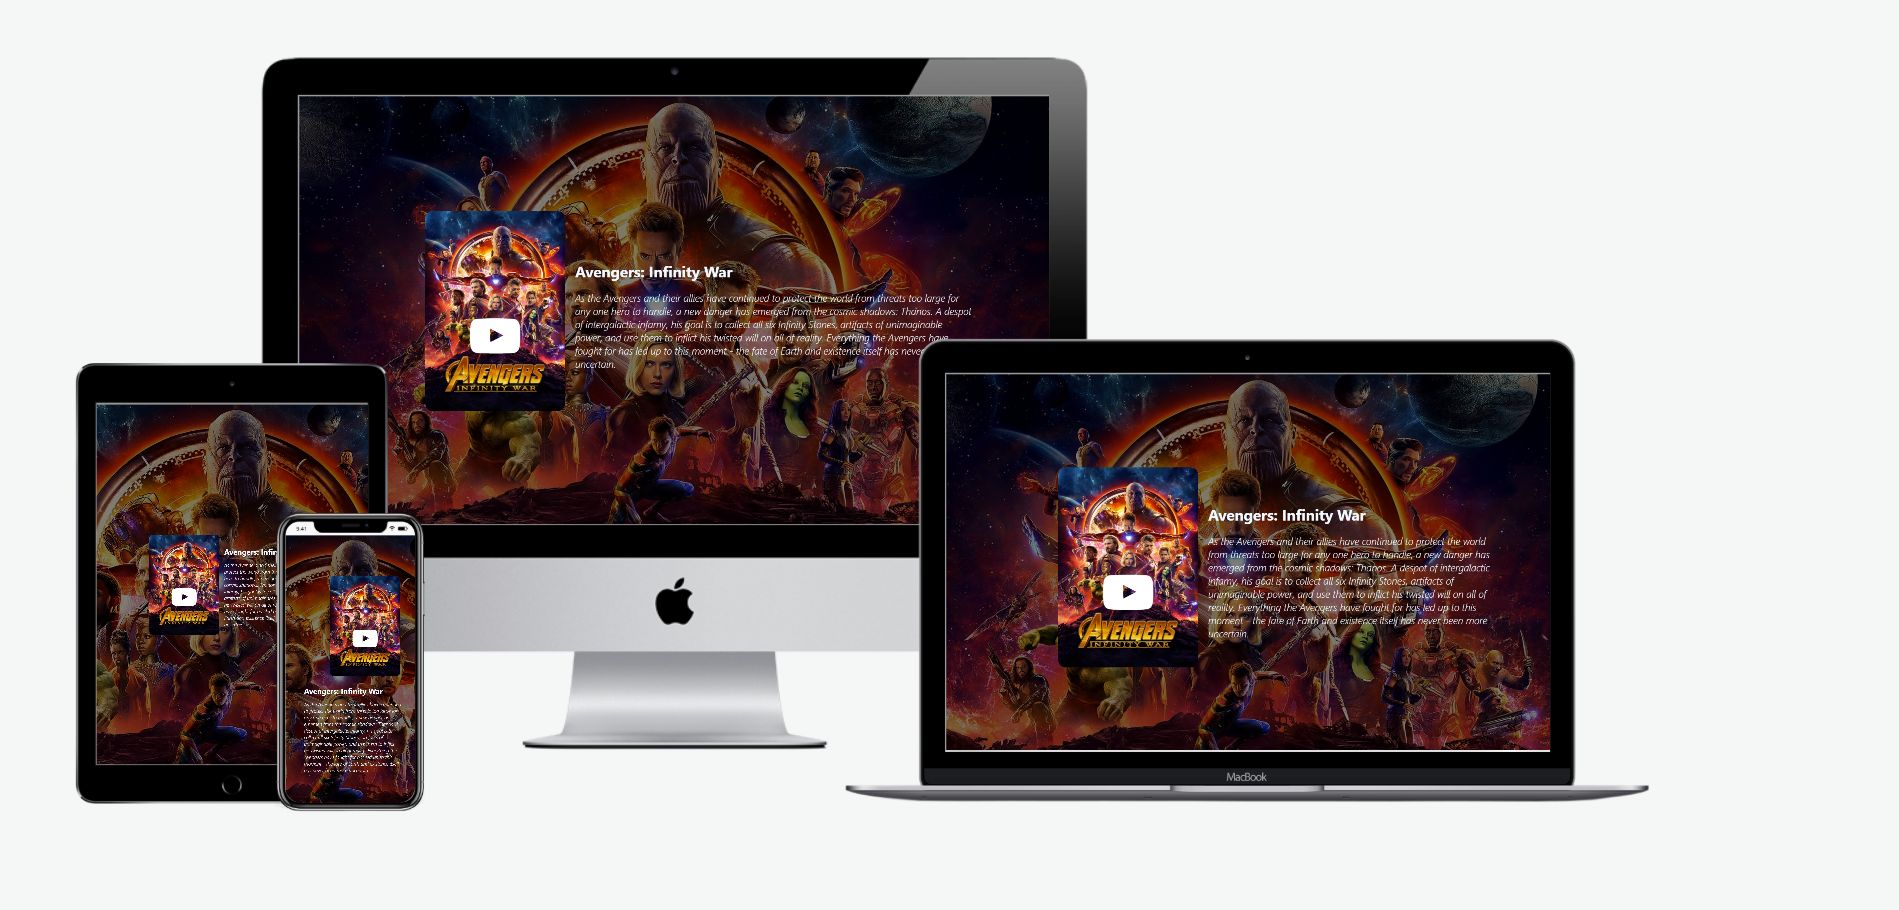 Avengers: Infinity War
As the Avengers and their allies have continued to protect the world from threats too large for
any one hero to handle, a new danger has emerged from the cosmic shadows: Thanos. A despot
of intergalactic infamy, his goal is to collect all six Infinity Stones, artifacts of unimaginable
power, and use them to inflict his twisted will on all of reality. Everything the Avengers have
fought for has led up to this moment - the fate of Earth and existence itself has never
uncertain.
AVENGERS
INFINITY WAR
Avengers: Infinity War
As the Avengers and their allies have continued to protect the world
from threats too large for any one hero to handle, a new danger has
emerged from the cosmic shadows: Thanos. A despot of intergalactic
infamy, his goal is to collect all six Infinity Stones, artifacts of
unimaginable power, and use them to inflict his twisted will on all of
reality. Everything the Avengers have fought for has led up to this
moment - the fate of Earth and existence itself has never been more
uncertain.
AVENGERS
INFINITY WAR
MacBook
Avengers:
AVENGERS
9:41
AVENGERS
INFINITY WAR
Avengers: Infinity War